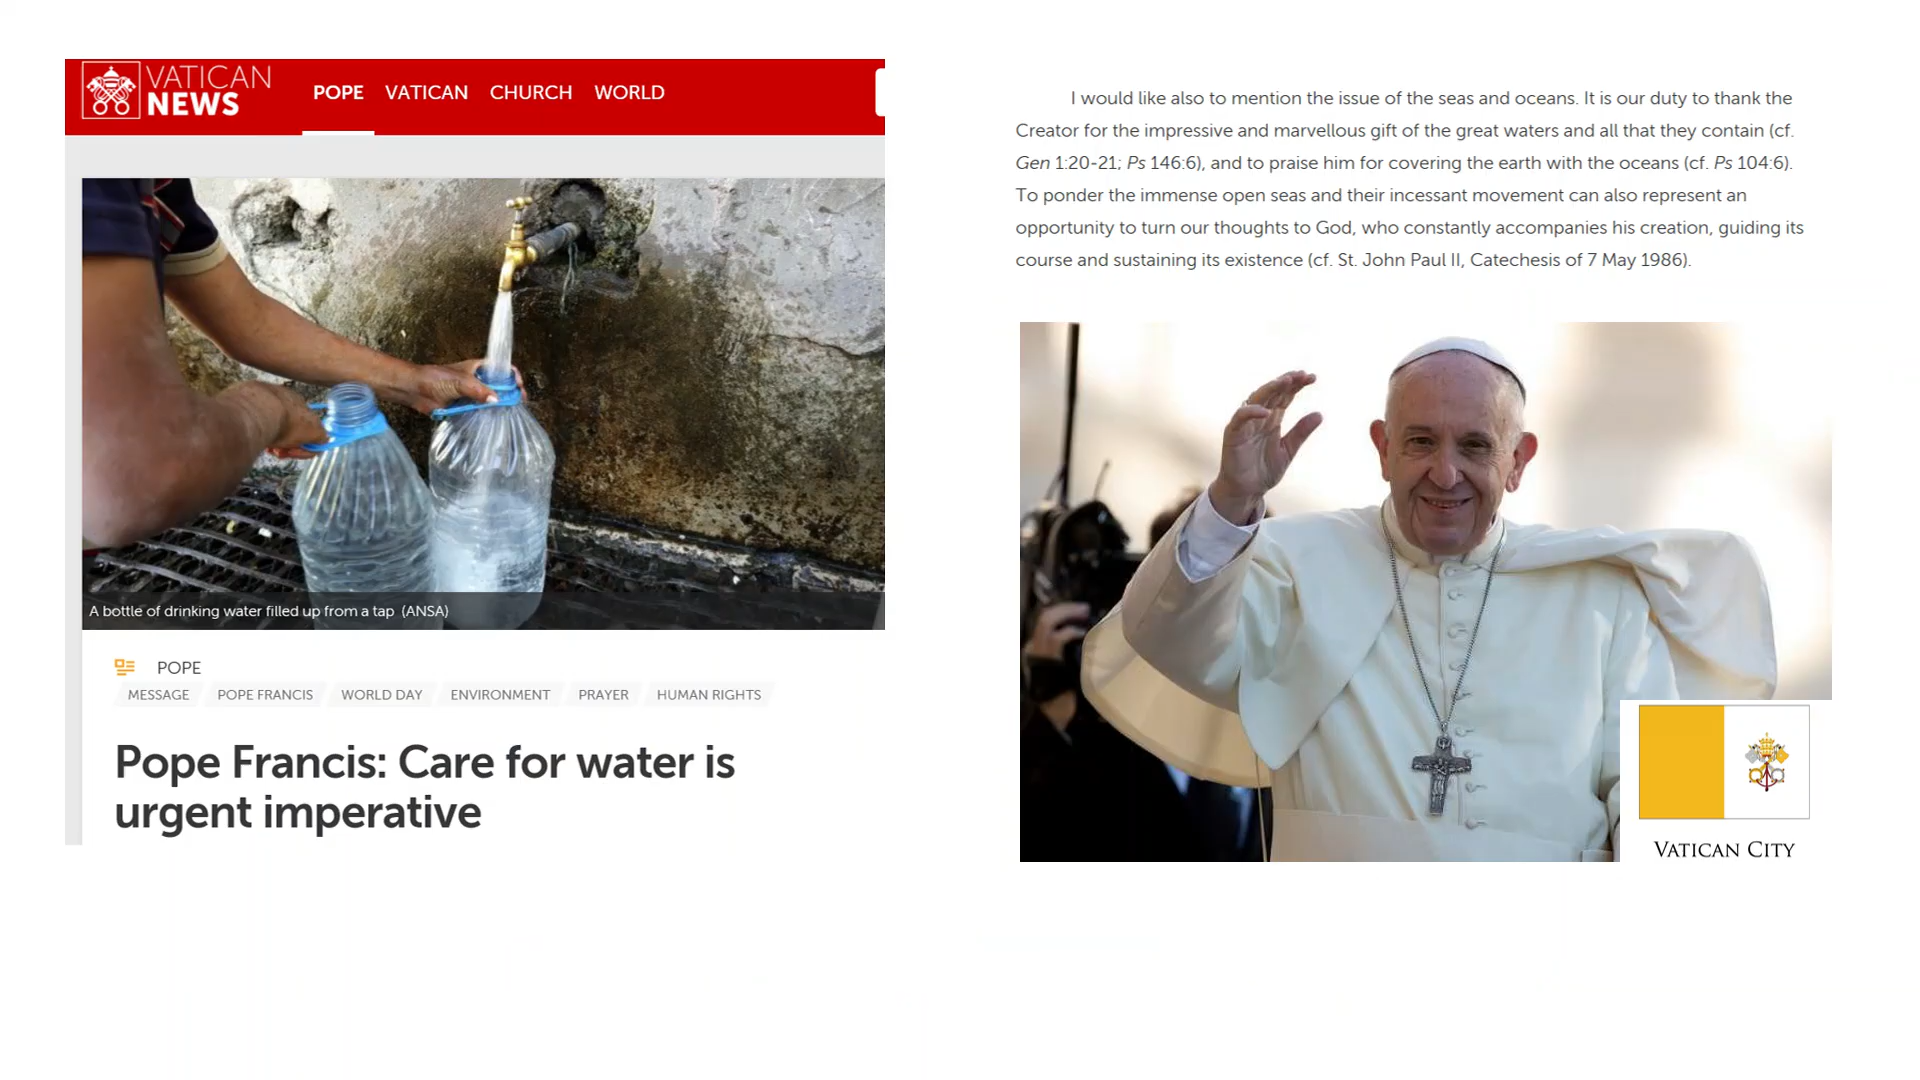 VATICAN
NEWS
POPE VATICAN CHURCH WORLD
A bottle of drinking water filled up from a tap (ANSA)
POPE
MESSAGE POPE FRANCIS WORLD DAY ENVIRONMENT PRAYER HUMAN RIGHTS
Pope Francis: Care for water is
urgent imperative
I would like also to mention the issue of the seas and oceans. It is our duty to thank the
Creator for the impressive and marvellous gift of the great waters and all that they contain (cf.
Gen 1:20-21; Ps 146:6), and to praise him for covering the earth with the oceans (cf. Ps 104:6).
To ponder the immense open seas and their incessant movement can also represent an
opportunity to turn our thoughts to God, who constantly accompanies his creation, guiding its
course and sustaining its existence (cf. St. John Paul II, Catechesis of 7 May 1986).
VATICAN CITY